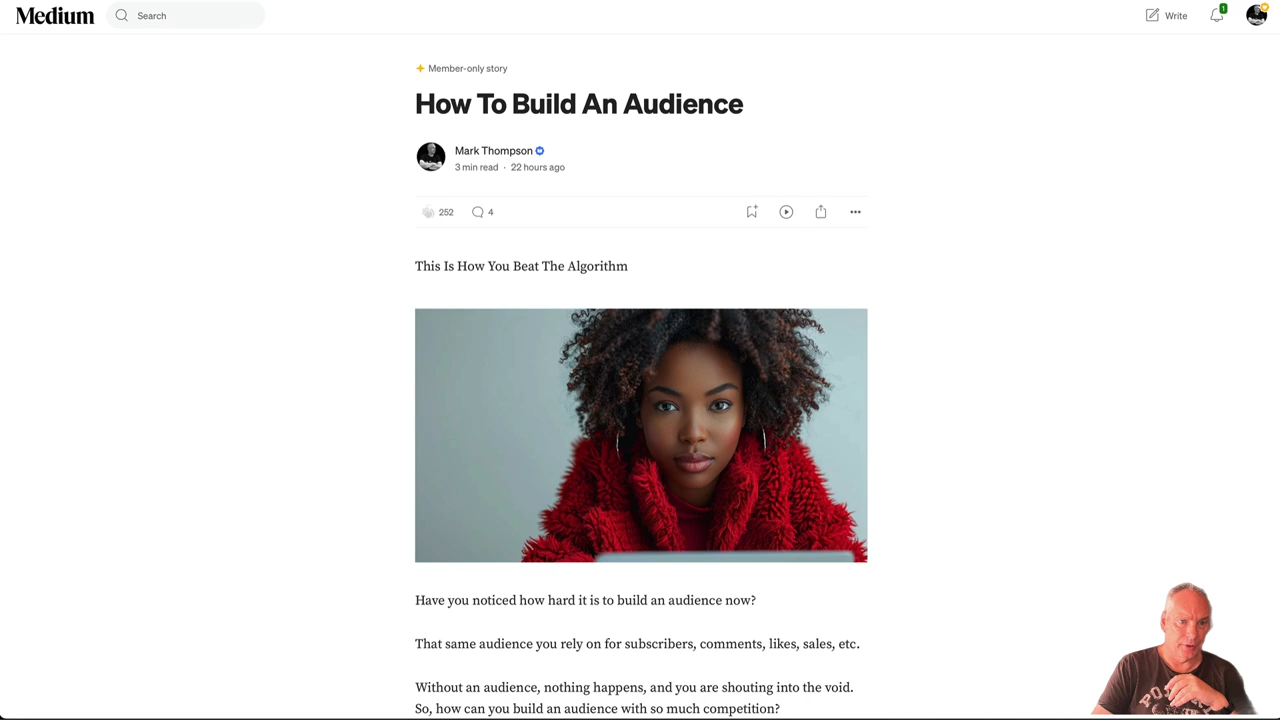 Medium
Search
Write
1
Member-only story
How To Build An Audience
Mark Thompson
3 min read · 22 hours ago
252
4
This Is How You Beat The Algorithm
Have you noticed how hard it is to build an audience now?
That same audience you rely on for subscribers, comments, likes, sales, etc.
Without an audience, nothing happens, and you are shouting into the void.
So, how can you build an audience with so much competition?